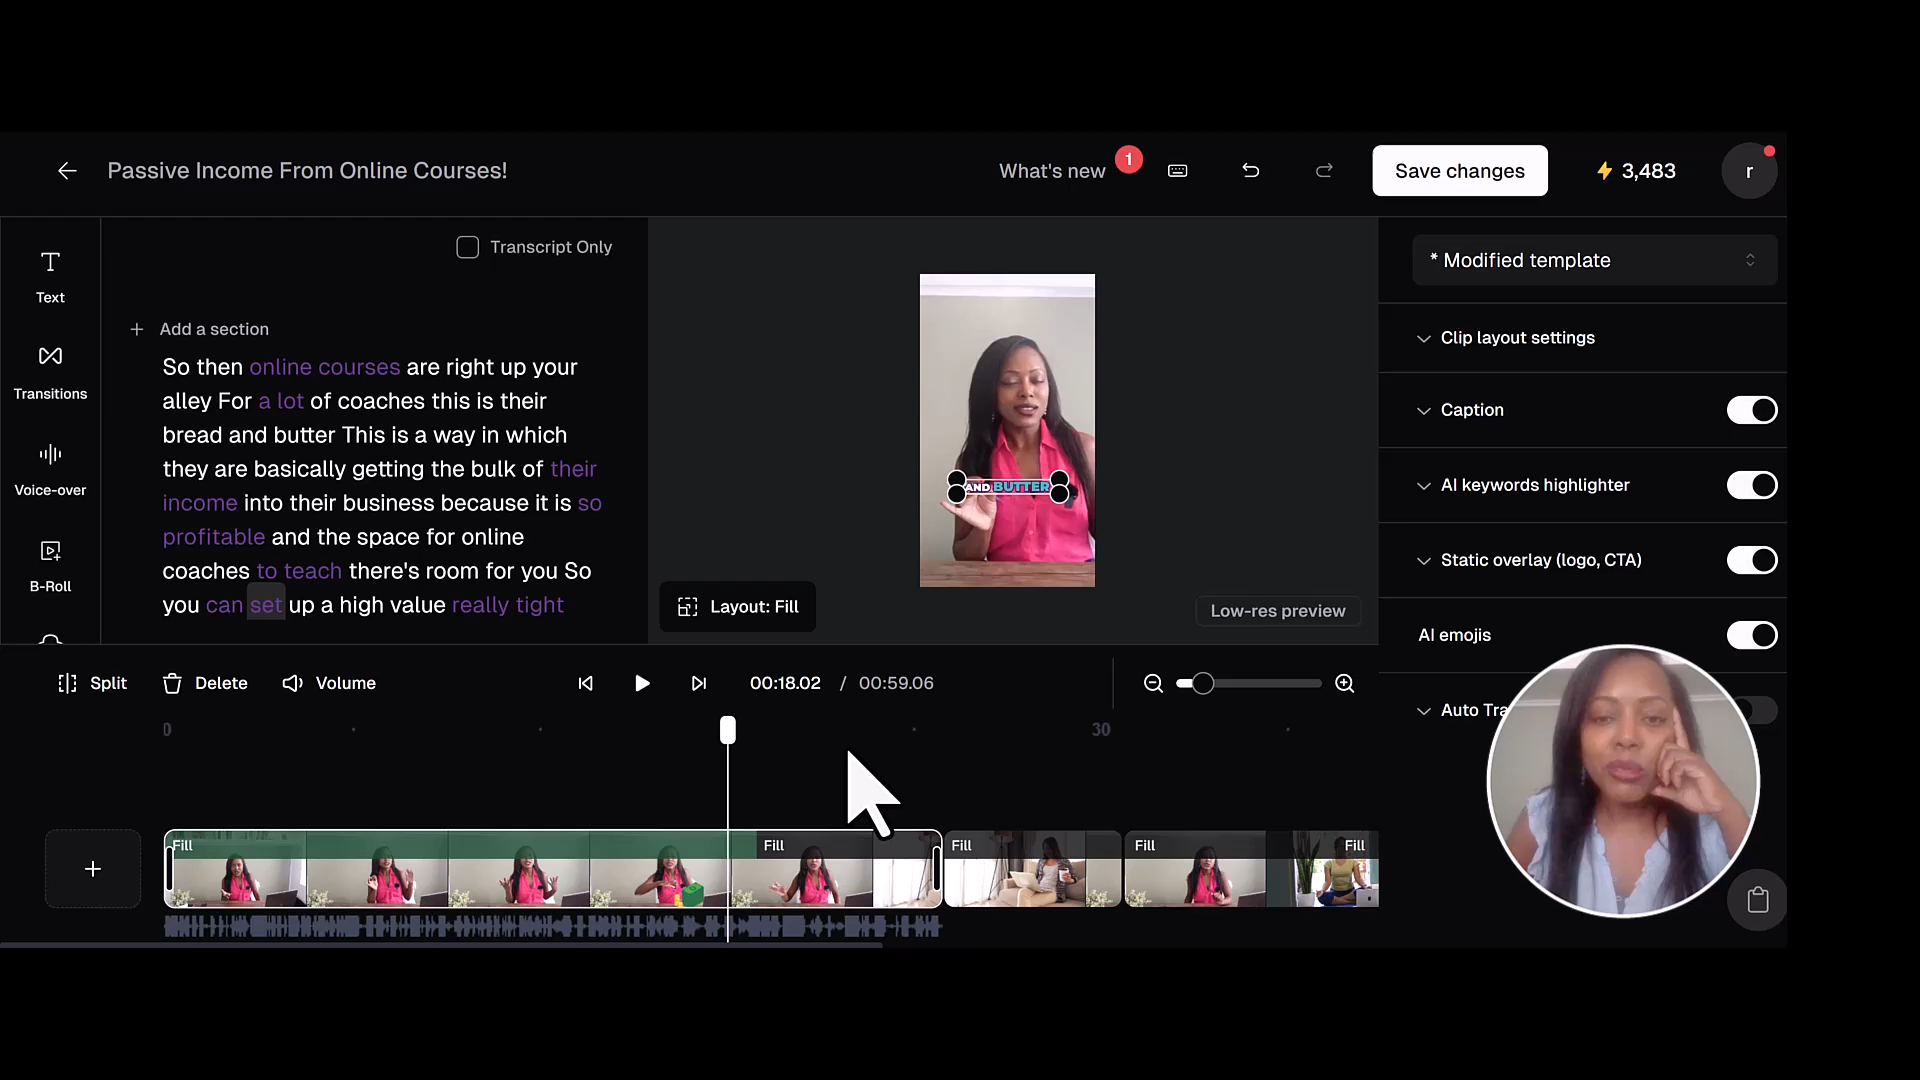 Passive Income From Online Courses!
What's new
1
Save changes
3,483
r
Text
Transitions
Voice-over
B-Roll
Transcript Only
Add a section
So then online courses are right up your
alley For a lot of coaches this is their
bread and butter This is a way in which
they are basically getting the bulk of their
income into their business because it is so
profitable and the space for online
coaches to teach there's room for you So
you can set up a high value really tight
AND BUTTER
Layout: Fill
Low-res preview
* Modified template
Clip layout settings
Caption
AI keywords highlighter
Static overlay (logo, CTA)
AI emojis
Auto Tra
Split
Delete
Volume
00:18.02 / 00:59.06
0
30
Fill
Fill
Fill
Fill
Fill